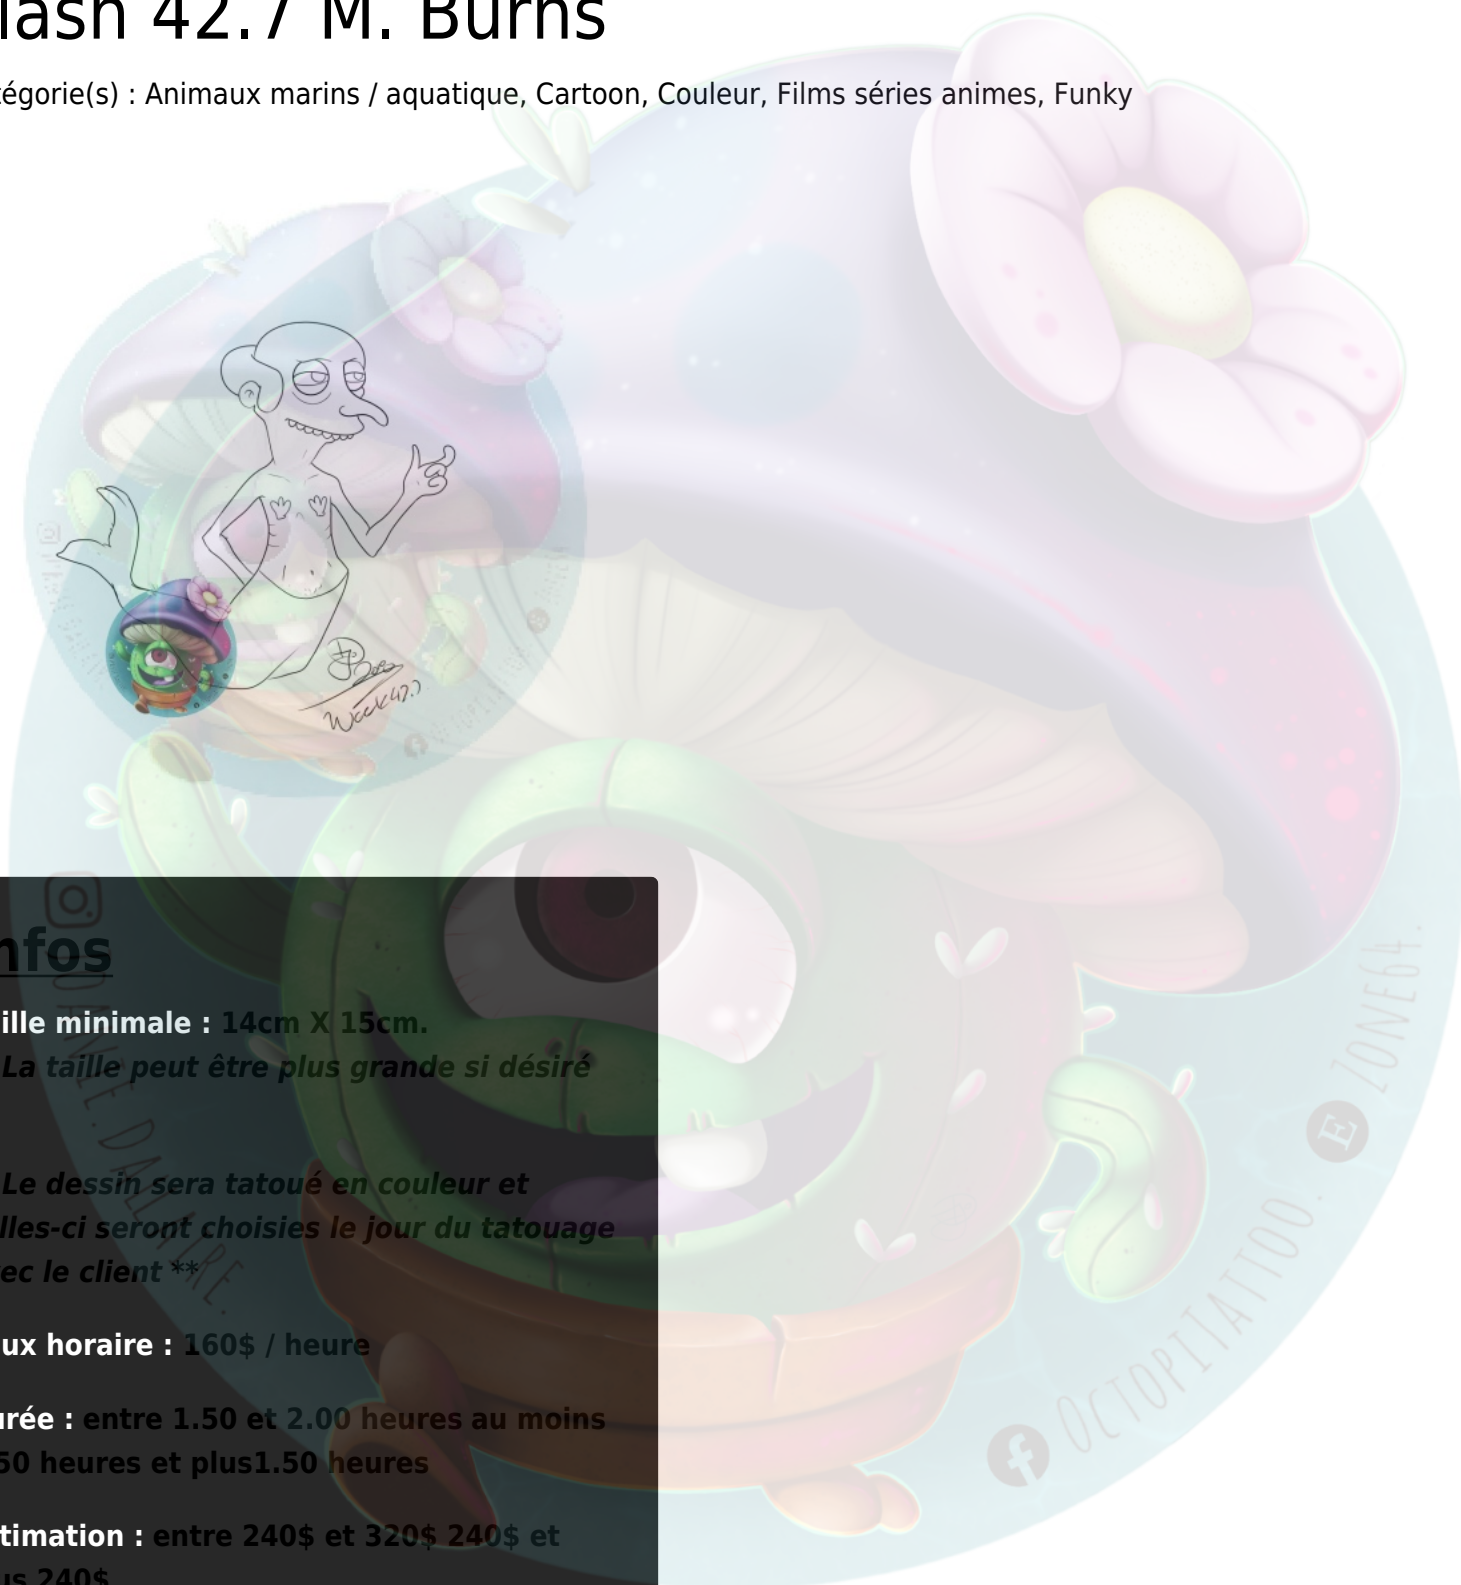 lash 42.7 M. Burns
tégorie(s) : Animaux marins / aquatique, Cartoon, Couleur, Films séries animes, Funky
Week 42.7
nfos
ille minimale : 14cm X 15cm.
La taille peut être plus grande si désiré
Le dessin sera tatoué en couleur et
lles-ci seront choisies le jour du tatouage
ec le client **
ux horaire : 160$ / heure
urée : entre 1.50 et 2.00 heures au moins
50 heures et plus1.50 heures
timation : entre 240$ et 320$ 240$ et
us 240$
DALLAIRE.
OCTOPITATTOO.
E ZONE64.